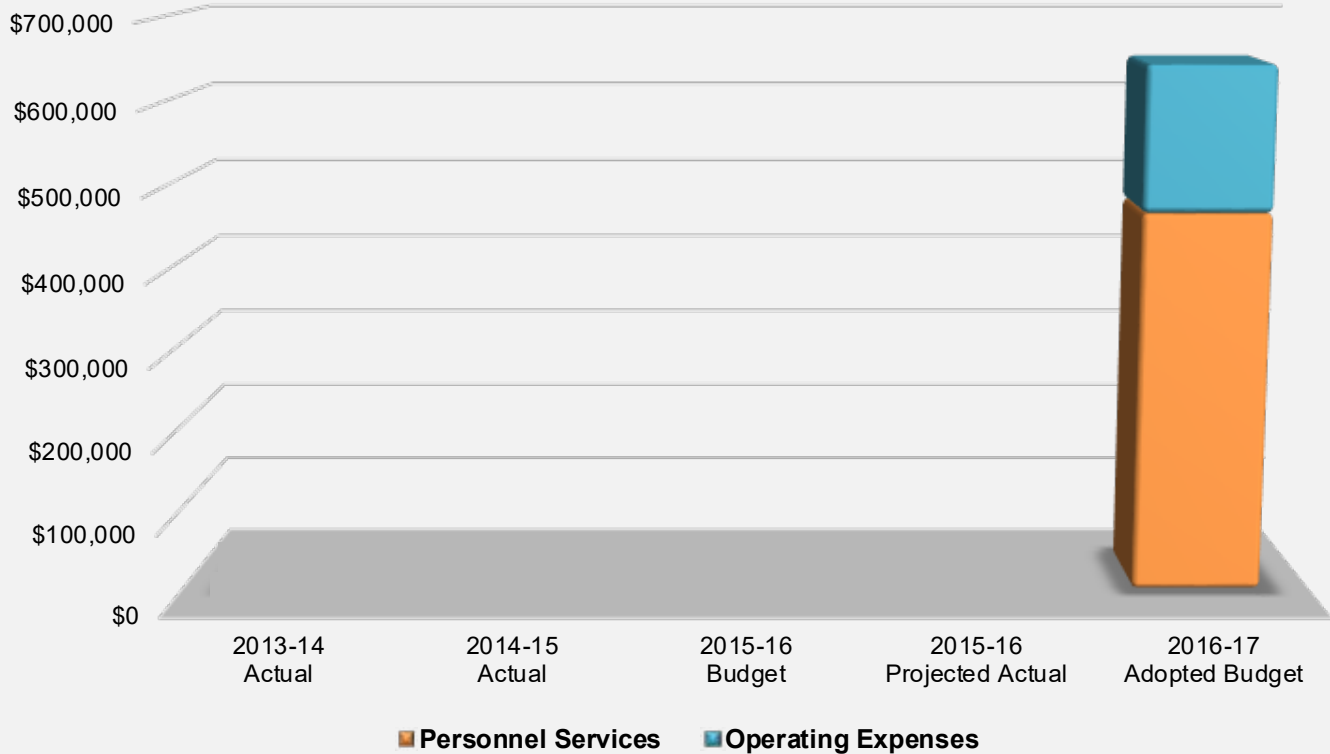 $700,000
$600,000
$500,000
$400,000
$300,000
$200,000
$100,000
$0
2013-14
Actual
2014-15
Actual
2015-16
Budget
2015-16
Projected Actual
2016-17
Adopted Budget
Personnel Services
Operating Expenses